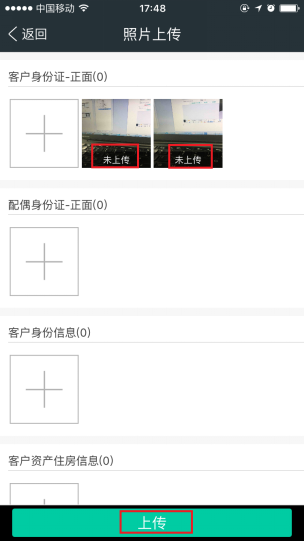 中国移动 17:48
返回 照片上传
客户身份证-正面(0)
未上传 未上传
配偶身份证-正面(0)
客户身份信息(0)
客户资产住房信息(0)
上传